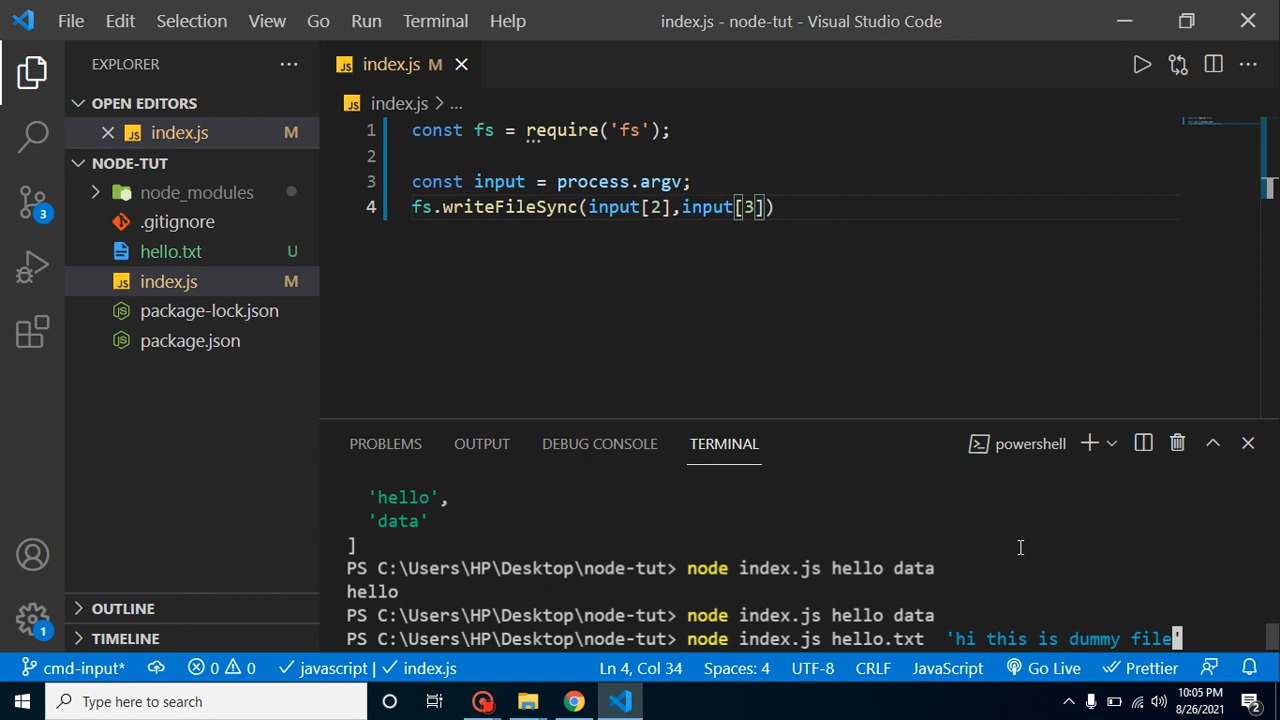 File Edit Selection View Go Run Terminal Help index.js - node-tut - Visual Studio Code
EXPLORER
OPEN EDITORS
index.js M
NODE-TUT
node_modules
.gitignore
hello.txt U
index.js M
package-lock.json
package.json
OUTLINE
TIMELINE
3
1
index.js M
index.js > ...
1 const fs = require('fs');
2
3 const input = process.argv;
4 fs.writeFileSync(input[2],input[3])
PROBLEMS OUTPUT DEBUG CONSOLE TERMINAL powershell
'hello',
'data'
]
PS C:\Users\HP\Desktop\node-tut> node index.js hello data
hello
PS C:\Users\HP\Desktop\node-tut> node index.js hello data
PS C:\Users\HP\Desktop\node-tut> node index.js hello.txt  'hi this is dummy file'
cmd-input* 0 0 javascript | index.js Ln 4, Col 34 Spaces: 4 UTF-8 CRLF JavaScript Go Live Prettier
Type here to search
10:05 PM
8/26/2021
2